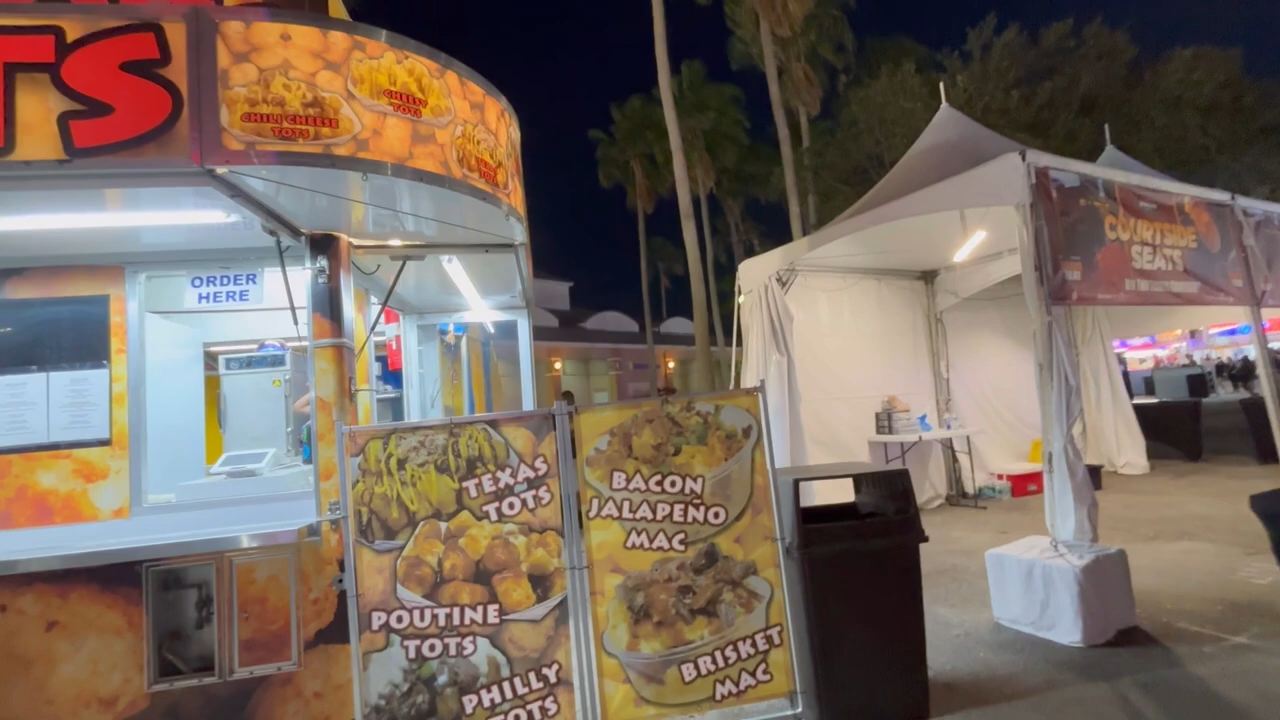 TS
CHILI CHEESE
TOTS
CHEESY
TOTS
TOTS
ORDER
HERE
TEXAS
TOTS
POUTINE
TOTS
PHILLY
TOTS
BACON
JALAPEÑO
MAC
BRISKET
MAC
COURTSIDE
SEATS